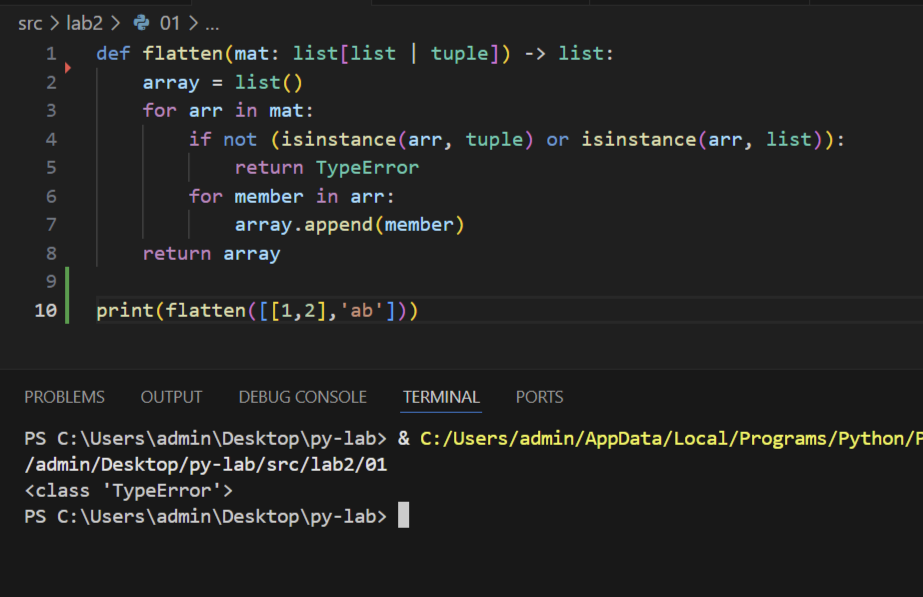 src > lab2 > 01 > ...
1 def flatten(mat: list[list | tuple]) -> list:
2     array = list()
3     for arr in mat:
4         if not (isinstance(arr, tuple) or isinstance(arr, list)):
5             return TypeError
6         for member in arr:
7             array.append(member)
8     return array
9
10 print(flatten([[1,2],'ab']))
PROBLEMS OUTPUT DEBUG CONSOLE TERMINAL PORTS
PS C:\Users\admin\Desktop\py-lab> & C:/Users/admin/AppData/Local/Programs/Python/
/admin/Desktop/py-lab/src/lab2/01
<class 'TypeError'>
PS C:\Users\admin\Desktop\py-lab>